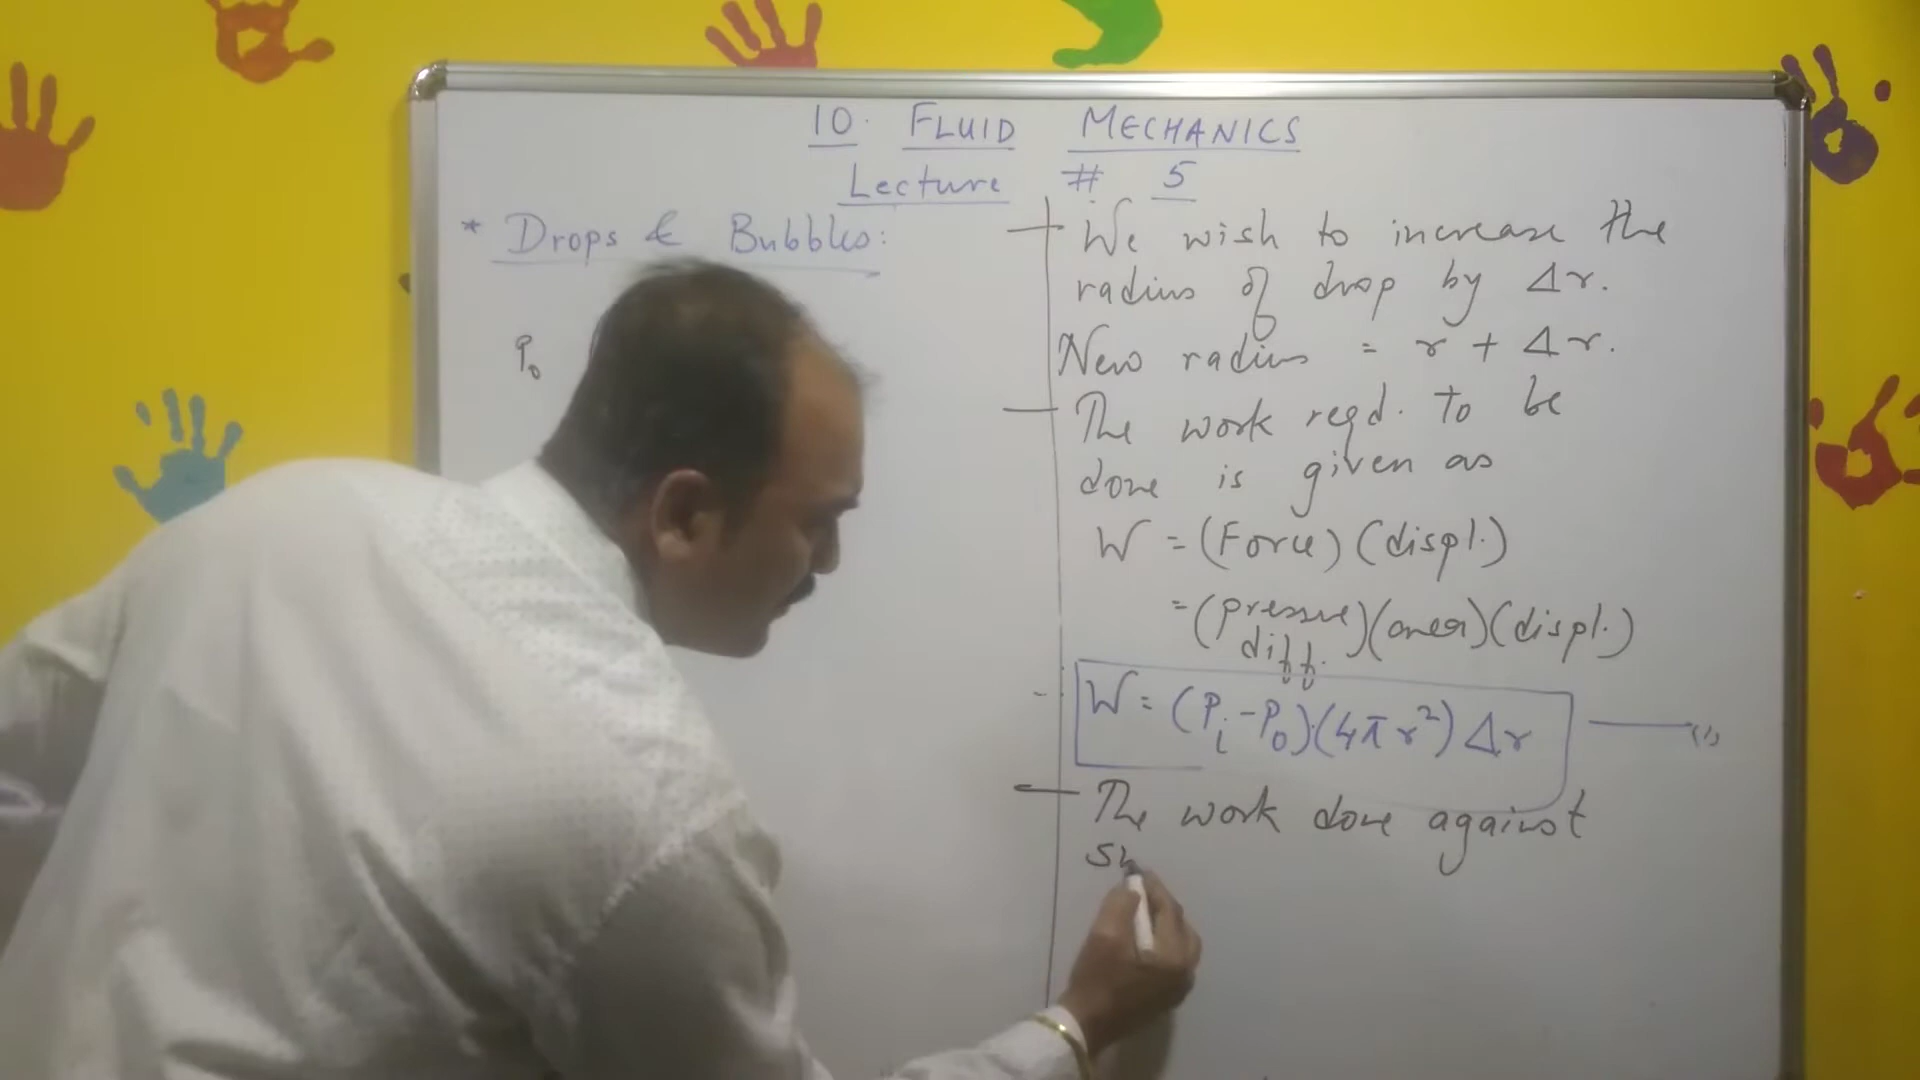 10. FLUID MECHANICS
Lecture # 5
* Drops & Bubbles:
P₀
We wish to increase the
radius of drop by Δr.
New radius = r + Δr.
The work reqd. to be
done is given as
W = (Force) (displ.)
= (pressure diff.) (area) (displ.)
W = (Pᵢ - P₀) (4πr²) Δr (1)
The work done against